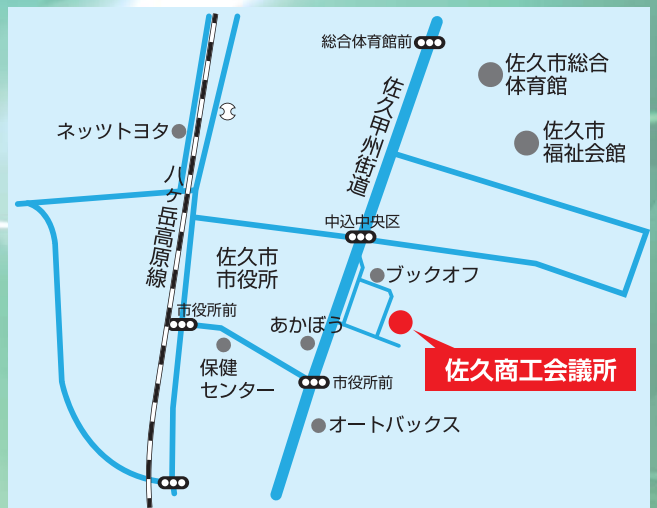 総合体育館前
佐久市総合
体育館
佐久甲州街道
ネッツトヨタ
佐久市
福祉会館
八ヶ岳高原線
中込中央区
佐久市
市役所
ブックオフ
市役所前
あかぼう
保健
センター
佐久商工会議所
市役所前
オートバックス